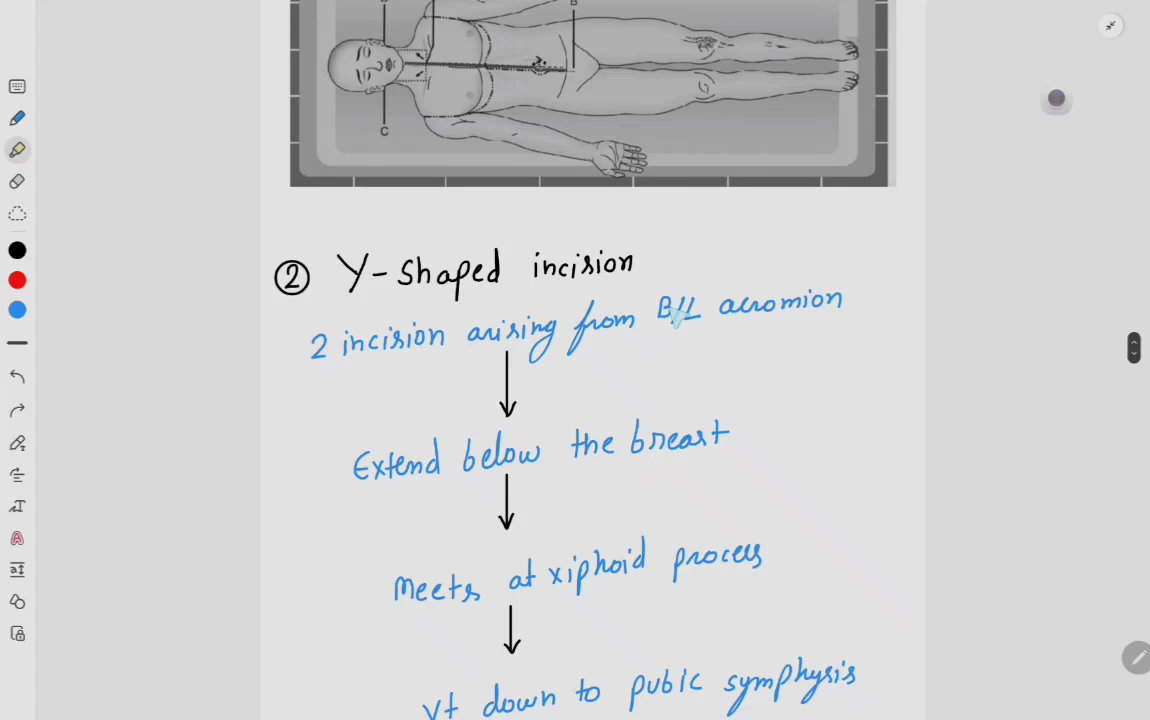 B
C
② Y-shaped incision
2 incision arising from B/L acromion
Extend below the breast
Meets at xiphoid process
Vt down to pubic symphysis